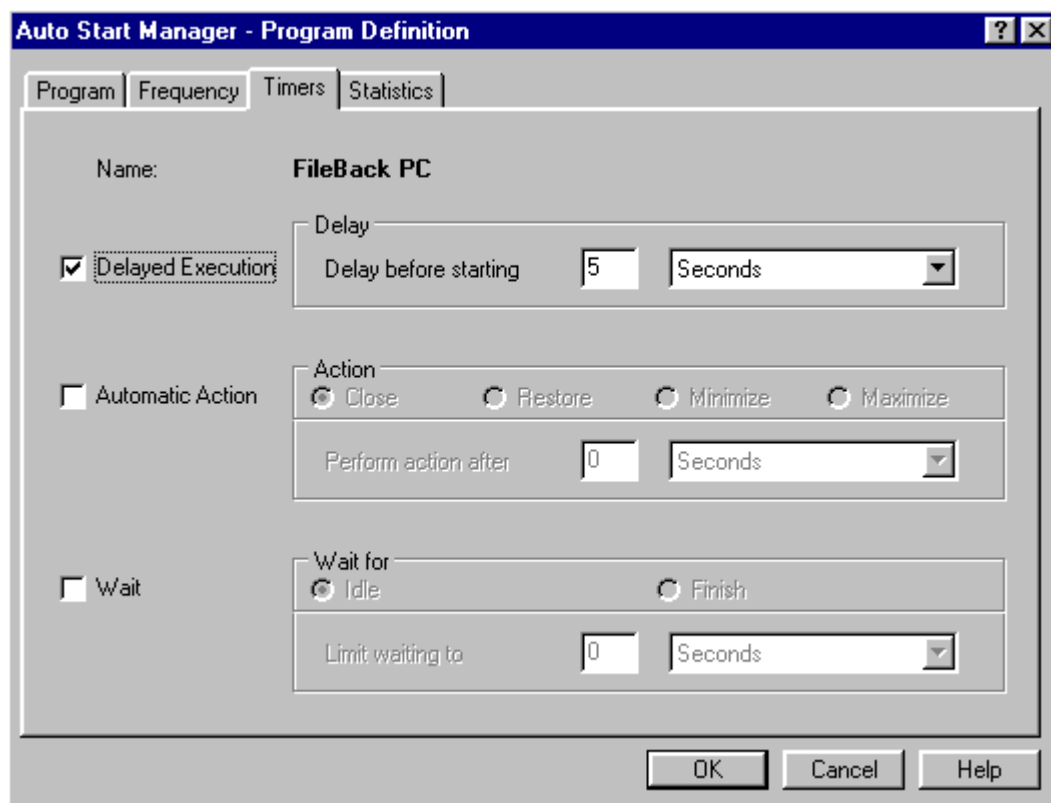 Auto Start Manager - Program Definition
Program Frequency Timers Statistics
Name: FileBack PC
Delay
Delayed Execution Delay before starting 5 Seconds
Action
Automatic Action Close Restore Minimize Maximize
Perform action after 0 Seconds
Wait for
Wait Idle Finish
Limit waiting to 0 Seconds
OK Cancel Help